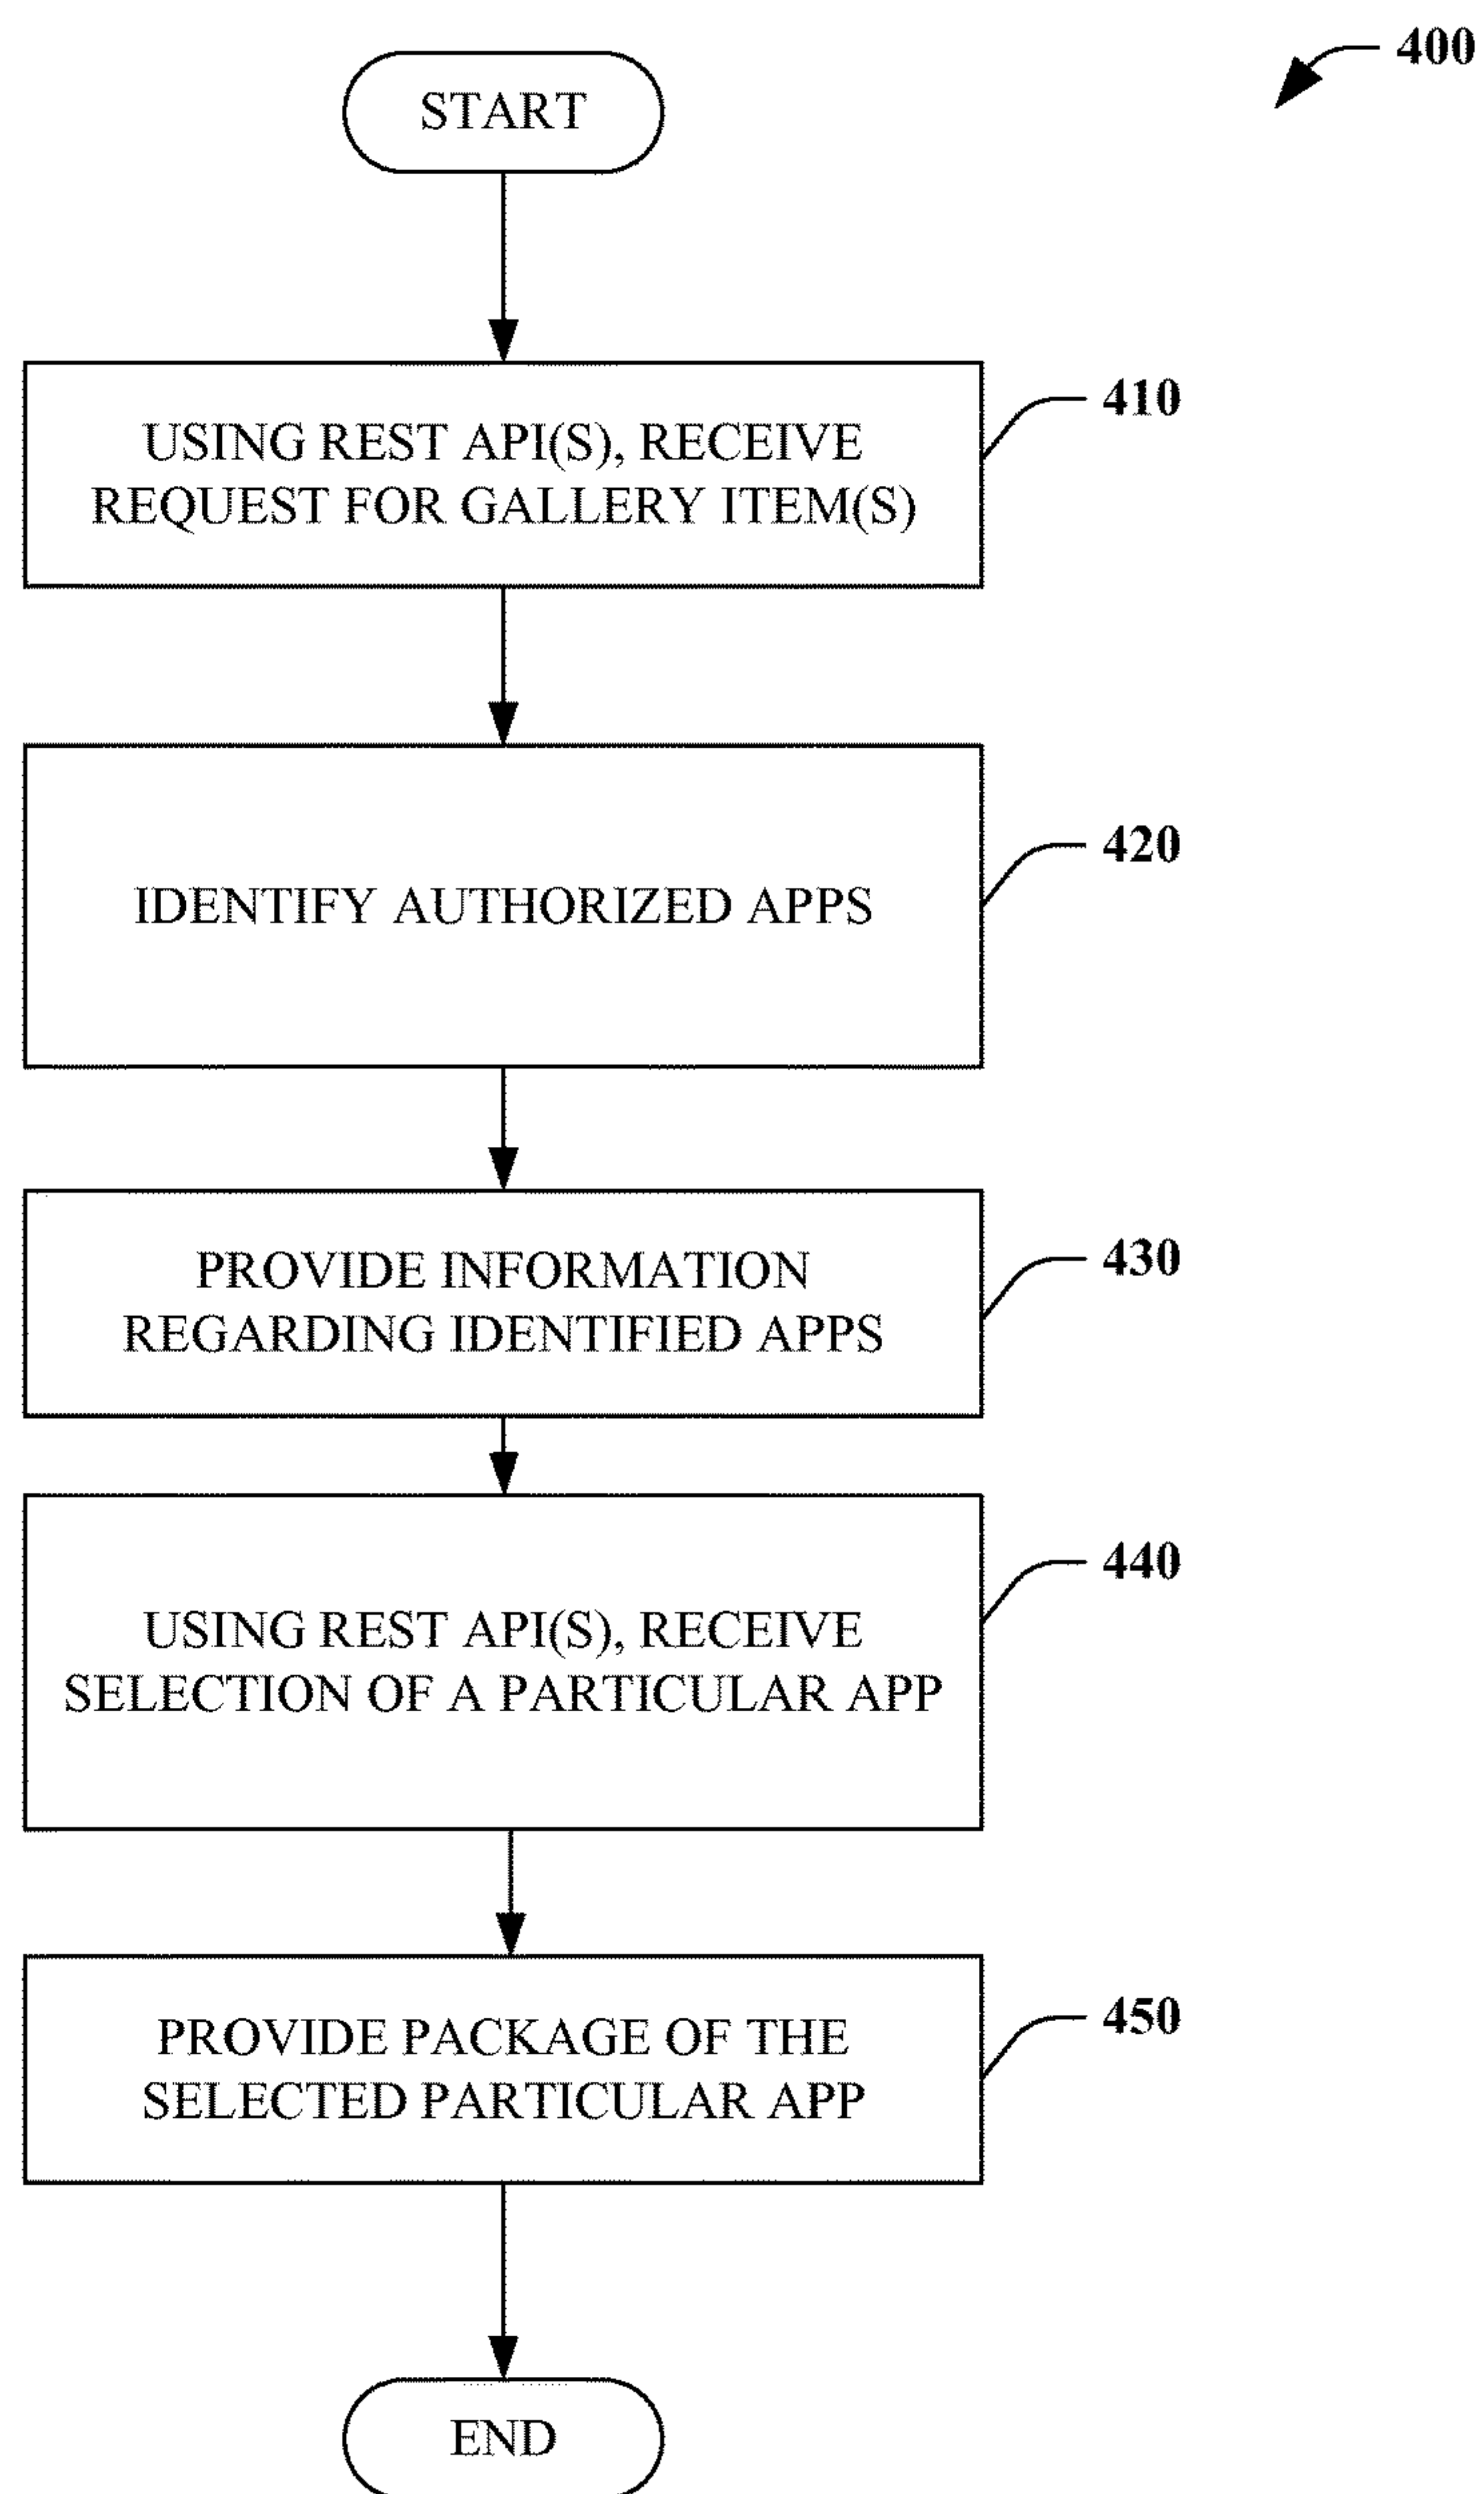 400
START
USING REST API(S), RECEIVE
REQUEST FOR GALLERY ITEM(S)
410
IDENTIFY AUTHORIZED APPS
420
PROVIDE INFORMATION
REGARDING IDENTIFIED APPS
430
USING REST API(S), RECEIVE
SELECTION OF A PARTICULAR APP
440
PROVIDE PACKAGE OF THE
SELECTED PARTICULAR APP
450
END